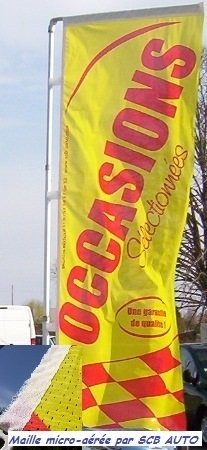 OCCASIONS
Sélectionnées
Une garantie
de qualité !
Maille micro-aérée par SCB AUTO